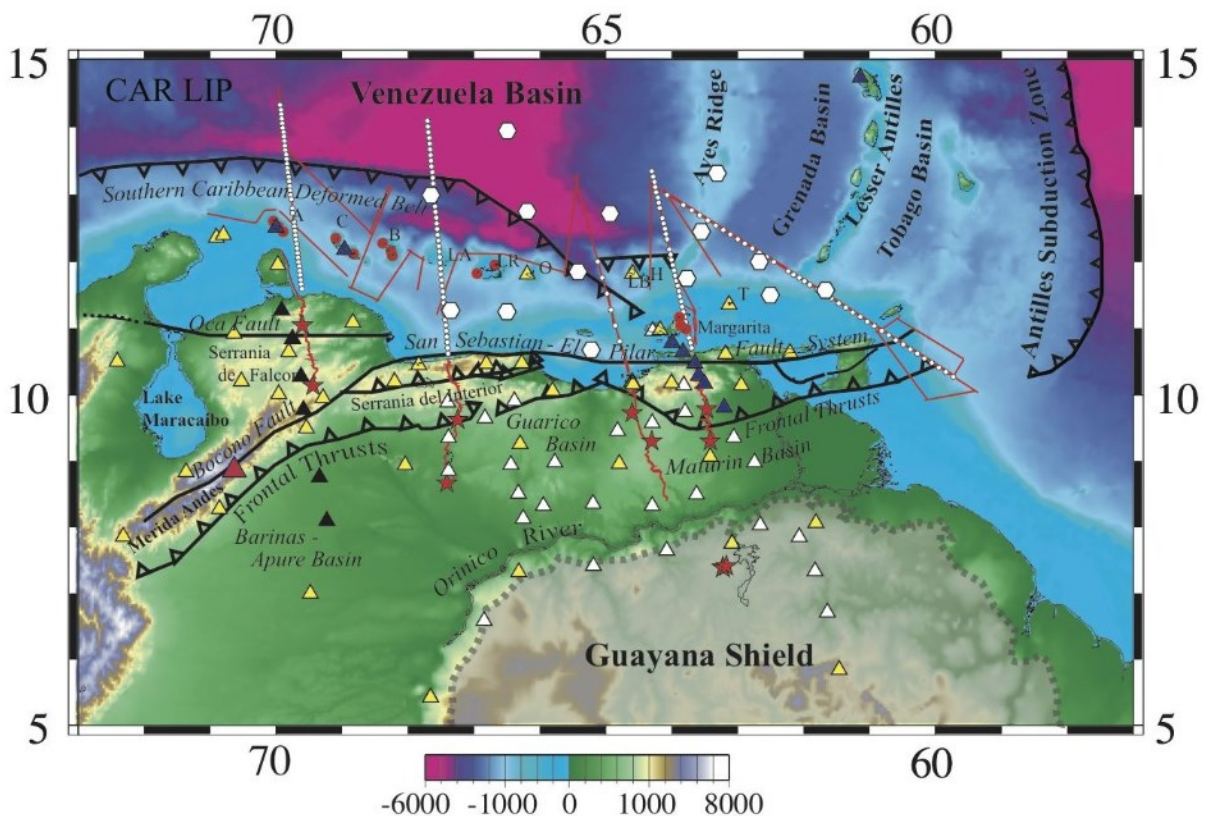 70 65 60
15 15
CAR LIP
Venezuela Basin
Aves Ridge
Grenada Basin
Lesser Antilles
Tobago Basin
Antilles Subduction Zone
Southern Caribbean Deformed Belt
A
C
B
LA
LR
O
LB
H
T
Margarita
Oca Fault
San Sebastian - El Pilar Fault System
Serrania
de Falcon
Serrania del Interior
10 10
Lake
Maracaibo
Bocono Fault
Guarico
Basin
Frontal Thrusts
Maturin Basin
Frontal Thrusts
Merida Andes
Barinas -
Apure Basin
Orinico River
Guayana Shield
5 5
70 60
-6000 -1000 0 1000 8000